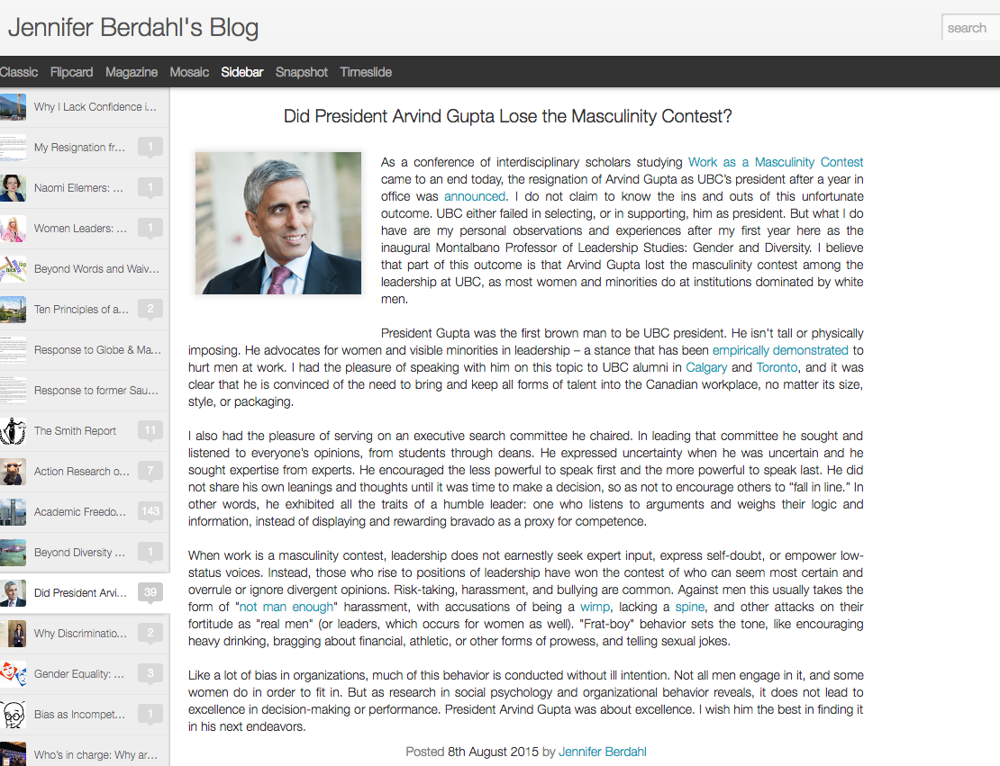 Jennifer Berdahl's Blog
search
Classic Flipcard Magazine Mosaic Sidebar Snapshot Timeslide
Why I Lack Confidence i...
My Resignation fr... 1
Naomi Ellemers: ... 1
Women Leaders: ... 1
Beyond Words and Waiv...
Ten Principles of a... 2
Response to Globe & Ma...
Response to former Sau...
The Smith Report 11
Action Research o... 7
Academic Freedo... 143
Beyond Diversity ... 1
Did President Arvi... 39
Why Discriminatio... 2
Gender Equality: ... 3
Bias as Incompet... 1
Who's in charge: Why ar...
Did President Arvind Gupta Lose the Masculinity Contest?
As a conference of interdisciplinary scholars studying Work as a Masculinity Contest
came to an end today, the resignation of Arvind Gupta as UBC's president after a year in
office was announced. I do not claim to know the ins and outs of this unfortunate
outcome. UBC either failed in selecting, or in supporting, him as president. But what I do
have are my personal observations and experiences after my first year here as the
inaugural Montalbano Professor of Leadership Studies: Gender and Diversity. I believe
that part of this outcome is that Arvind Gupta lost the masculinity contest among the
leadership at UBC, as most women and minorities do at institutions dominated by white
men.
President Gupta was the first brown man to be UBC president. He isn't tall or physically
imposing. He advocates for women and visible minorities in leadership – a stance that has been empirically demonstrated to
hurt men at work. I had the pleasure of speaking with him on this topic to UBC alumni in Calgary and Toronto, and it was
clear that he is convinced of the need to bring and keep all forms of talent into the Canadian workplace, no matter its size,
style, or packaging.
I also had the pleasure of serving on an executive search committee he chaired. In leading that committee he sought and
listened to everyone's opinions, from students through deans. He expressed uncertainty when he was uncertain and he
sought expertise from experts. He encouraged the less powerful to speak first and the more powerful to speak last. He did
not share his own leanings and thoughts until it was time to make a decision, so as not to encourage others to “fall in line.” In
other words, he exhibited all the traits of a humble leader: one who listens to arguments and weighs their logic and
information, instead of displaying and rewarding bravado as a proxy for competence.
When work is a masculinity contest, leadership does not earnestly seek expert input, express self-doubt, or empower low-
status voices. Instead, those who rise to positions of leadership have won the contest of who can seem most certain and
overrule or ignore divergent opinions. Risk-taking, harassment, and bullying are common. Against men this usually takes the
form of "not man enough" harassment, with accusations of being a wimp, lacking a spine, and other attacks on their
fortitude as "real men" (or leaders, which occurs for women as well). "Frat-boy" behavior sets the tone, like encouraging
heavy drinking, bragging about financial, athletic, or other forms of prowess, and telling sexual jokes.
Like a lot of bias in organizations, much of this behavior is conducted without ill intention. Not all men engage in it, and some
women do in order to fit in. But as research in social psychology and organizational behavior reveals, it does not lead to
excellence in decision-making or performance. President Arvind Gupta was about excellence. I wish him the best in finding it
in his next endeavors.
Posted 8th August 2015 by Jennifer Berdahl